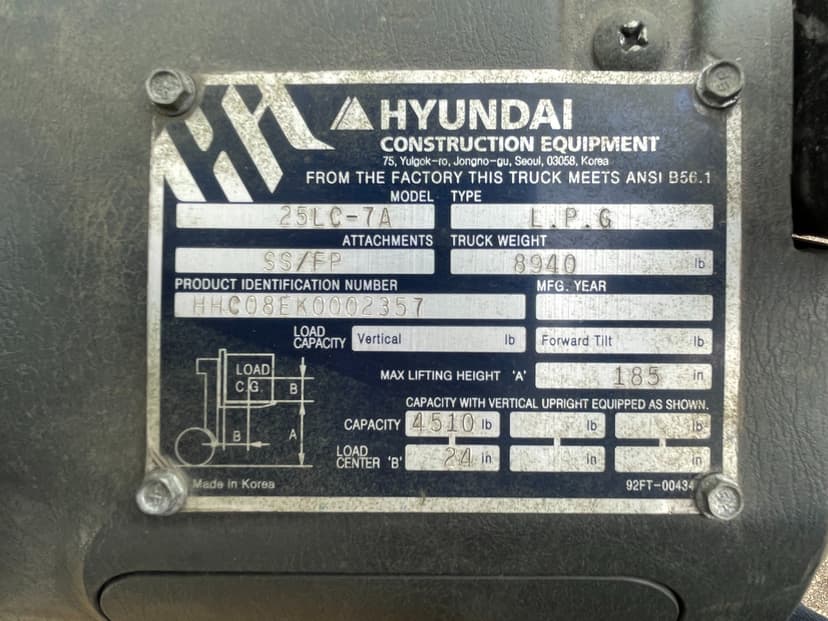 HYUNDAI
CONSTRUCTION EQUIPMENT
75, Yulgok-ro, Jongno-gu, Seoul, 03058, Korea
FROM THE FACTORY THIS TRUCK MEETS ANSI B56.1
MODEL TYPE
25LC-7A L.P.G
ATTACHMENTS TRUCK WEIGHT
SS/FP 8940 lb
PRODUCT IDENTIFICATION NUMBER MFG. YEAR
HHC08EK0002357
LOAD CAPACITY Vertical lb Forward Tilt lb
MAX LIFTING HEIGHT 'A' 185 in
LOAD
C.G. B
B A
CAPACITY WITH VERTICAL UPRIGHT EQUIPPED AS SHOWN.
CAPACITY 4510 lb lb lb
LOAD CENTER 'B' 24 in in in
Made in Korea 92FT-00434